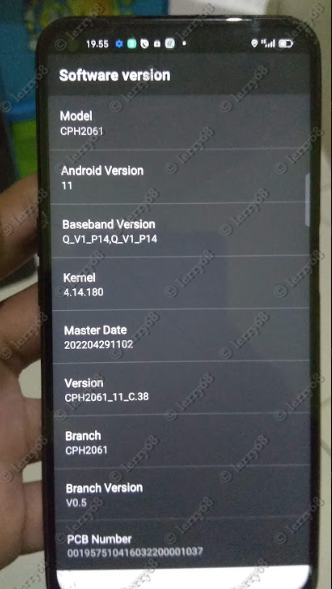 19.55
Software version
Model
CPH2061
Android Version
11
Baseband Version
Q_V1_P14,Q_V1_P14
Kernel
4.14.180
Master Date
202204291102
Version
CPH2061_11_C.38
Branch
CPH2061
Branch Version
V0.5
PCB Number
001957510416032200001037
© lerry68